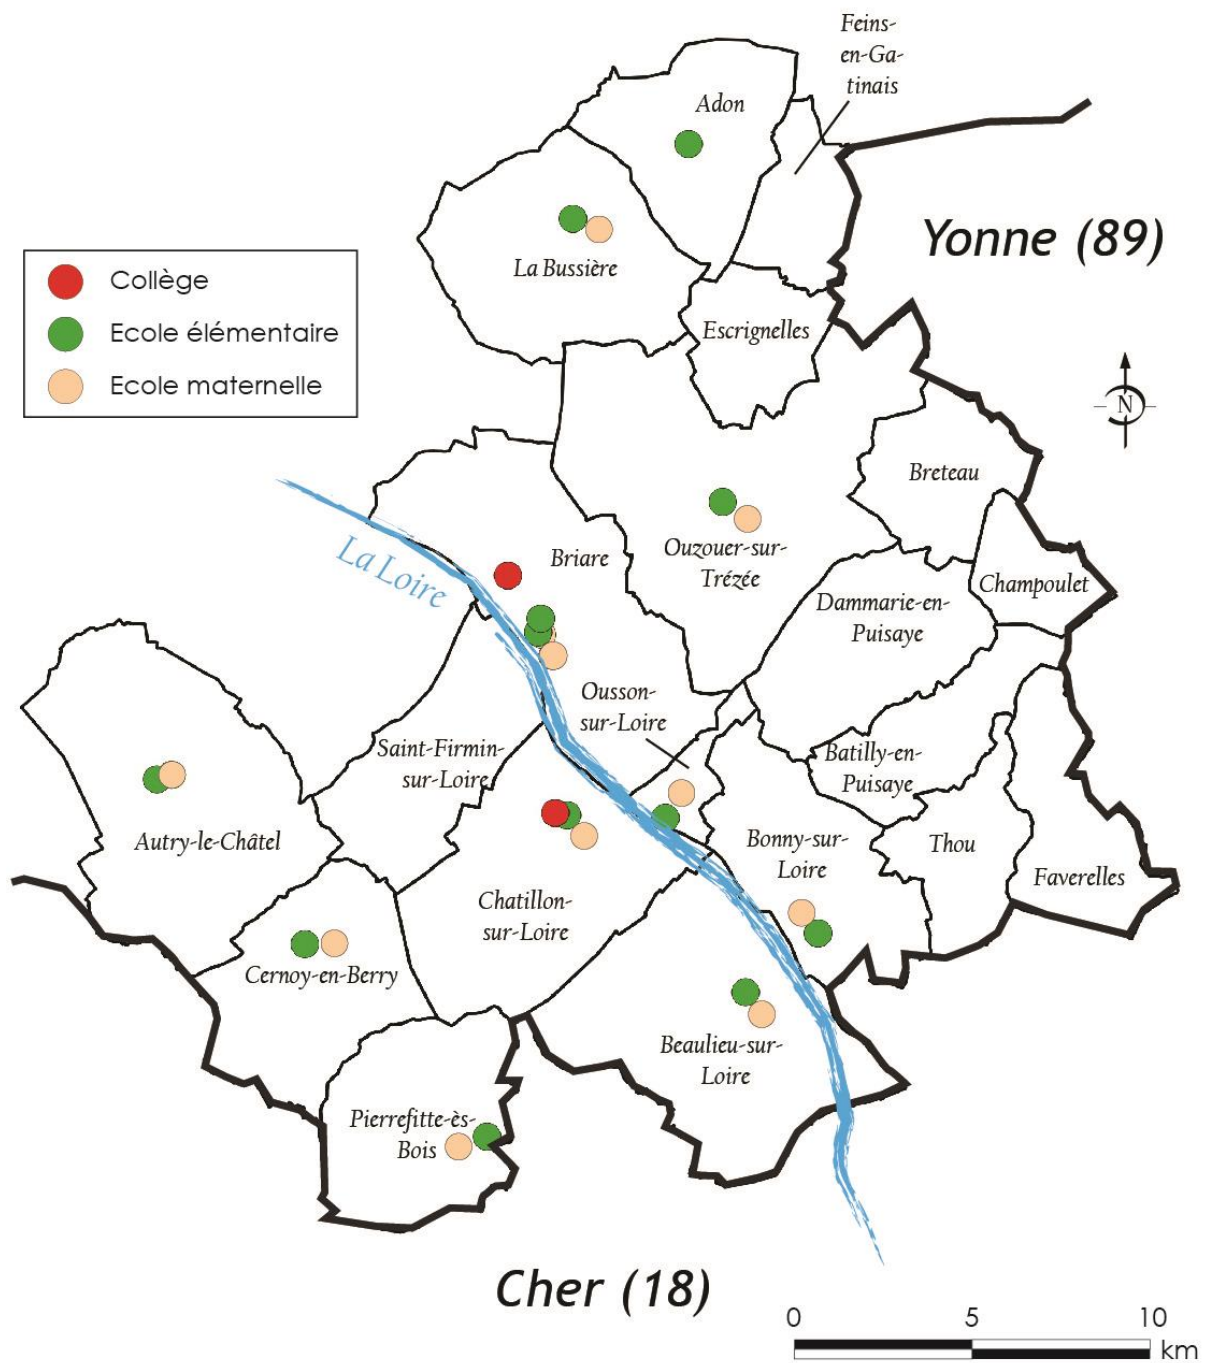 Feins-
en-Ga-
tinais
Adon
Yonne (89)
La Bussière
Collège
Ecole élémentaire
Ecole maternelle
Escrignelles
N
Breteau
La Loire
Briare
Ouzouer-sur-
Trézée
Champoulet
Dammarie-en-
Puisaye
Ousson-
sur-Loire
Saint-Firmin-
sur-Loire
Batilly-en-
Puisaye
Autry-le-Châtel
Bonny-sur-
Loire
Thou
Faverelles
Chatillon-
sur-Loire
Cernoy-en-Berry
Beaulieu-sur-
Loire
Pierrefitte-ès-
Bois
Cher (18)
0 5 10
km